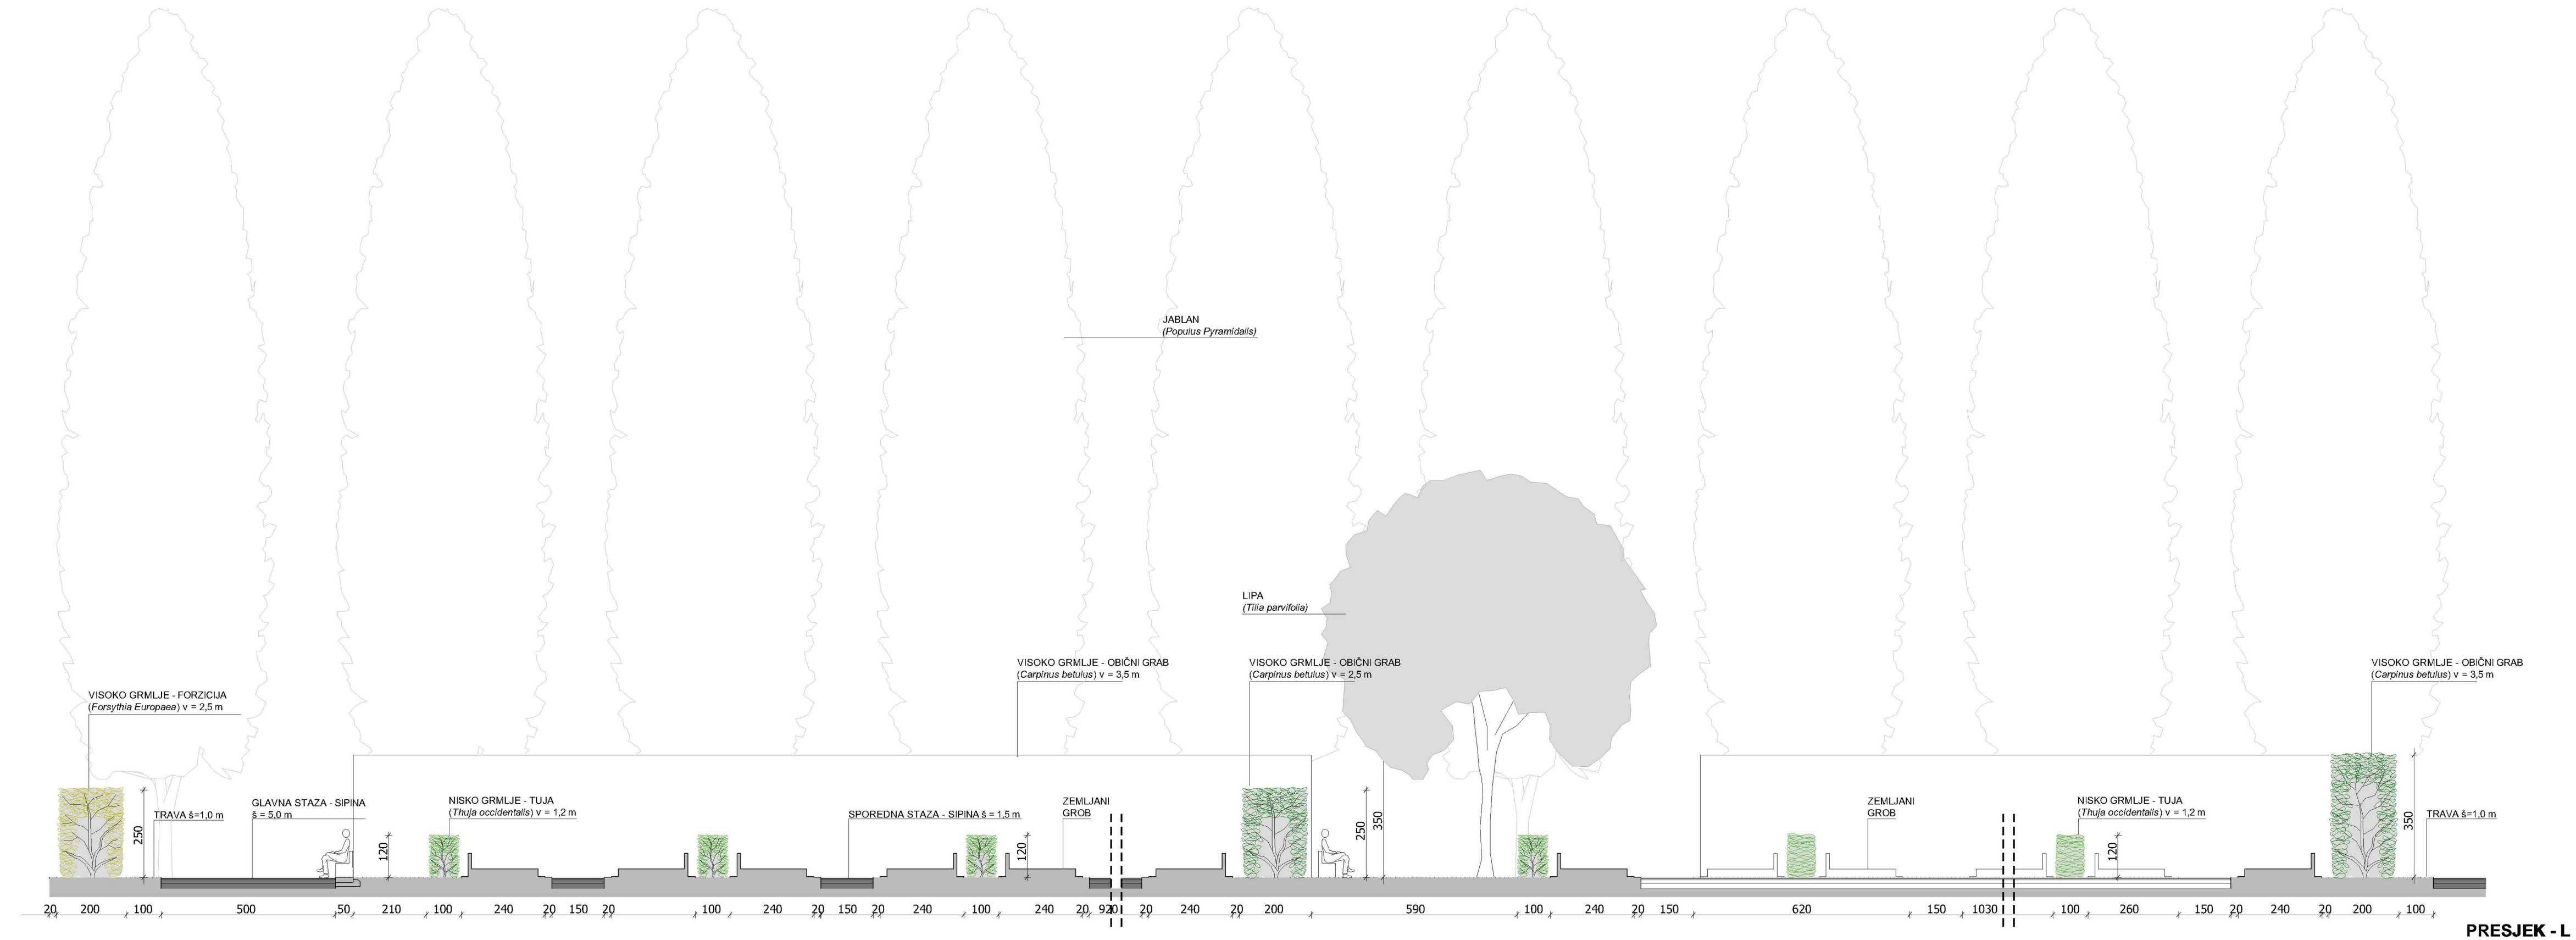 JABLAN
(Populus Pyramidalis)
LIPA
(Tilia parvifolia)
VISOKO GRMLJE - FORZICIJA
(Forsythia Europaea) v = 2,5 m
VISOKO GRMLJE - OBIČNI GRAB
(Carpinus betulus) v = 3,5 m
VISOKO GRMLJE - OBIČNI GRAB
(Carpinus betulus) v = 2,5 m
VISOKO GRMLJE - OBIČNI GRAB
(Carpinus betulus) v = 3,5 m
250
TRAVA š=1,0 m
GLAVNA STAZA - SIPINA
š = 5,0 m
120
NISKO GRMLJE - TUJA
(Thuja occidentalis) v = 1,2 m
SPOREDNA STAZA - SIPINA š = 1,5 m
120
ZEMLJANI
GROB
250
350
ZEMLJANI
GROB
NISKO GRMLJE - TUJA
(Thuja occidentalis) v = 1,2 m
120
350
TRAVA š=1,0 m
20 200 100 500 50 210 100 240 20 150 20 100 240 20 150 20 240 100 240 20 920 20 240 20 200 590 100 240 20 150 620 150 1030 100 260 150 20 240 20 200 100
PRESJEK - L